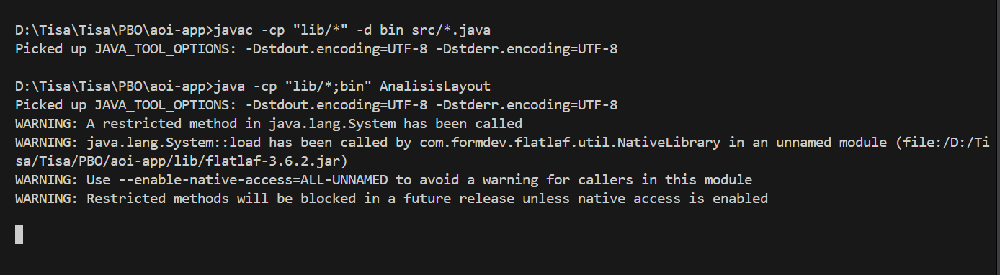 D:\Tisa\Tisa\PBO\aoi-app>javac -cp "lib/*" -d bin src/*.java
Picked up JAVA_TOOL_OPTIONS: -Dstdout.encoding=UTF-8 -Dstderr.encoding=UTF-8
D:\Tisa\Tisa\PBO\aoi-app>java -cp "lib/*;bin" AnalisisLayout
Picked up JAVA_TOOL_OPTIONS: -Dstdout.encoding=UTF-8 -Dstderr.encoding=UTF-8
WARNING: A restricted method in java.lang.System has been called
WARNING: java.lang.System::load has been called by com.formdev.flatlaf.util.NativeLibrary in an unnamed module (file:/D:/Ti
sa/Tisa/PBO/aoi-app/lib/flatlaf-3.6.2.jar)
WARNING: Use --enable-native-access=ALL-UNNAMED to avoid a warning for callers in this module
WARNING: Restricted methods will be blocked in a future release unless native access is enabled